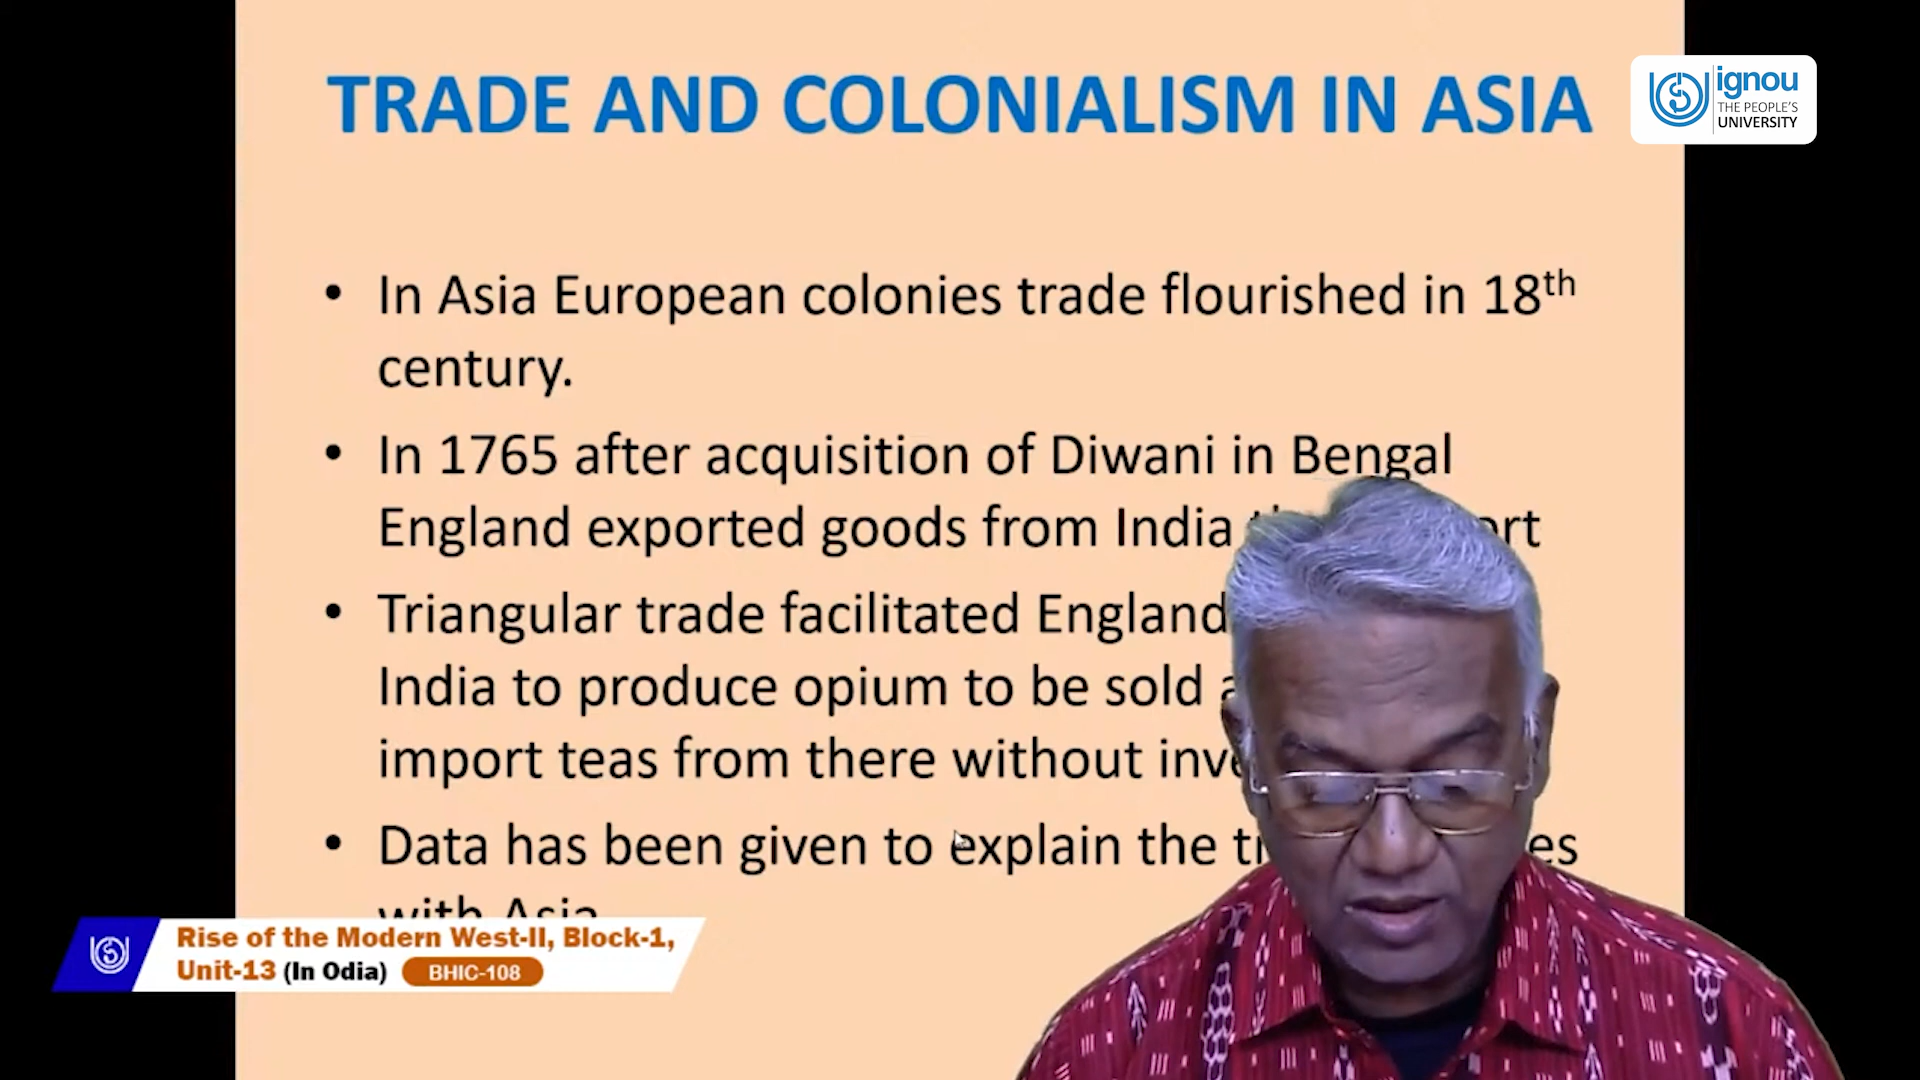 TRADE AND COLONIALISM IN ASIA
ignou
THE PEOPLE'S
UNIVERSITY
• In Asia European colonies trade flourished in 18th
century.
• In 1765 after acquisition of Diwani in Bengal
England exported goods from India
• Triangular trade facilitated England
India to produce opium to be sold
import teas from there without
• Data has been given to explain the
with Asia
Rise of the Modern West-II, Block-1,
Unit-13 (In Odia) BHIC-108